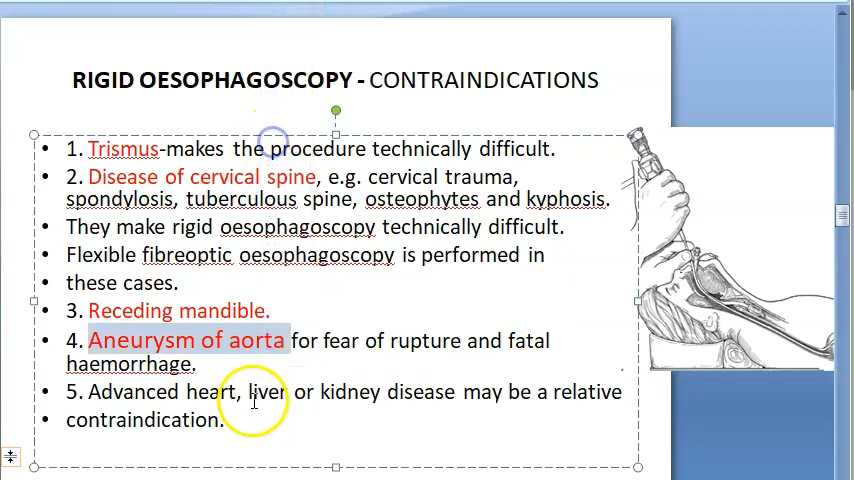 RIGID OESOPHAGOSCOPY - CONTRAINDICATIONS
• 1. Trismus-makes the procedure technically difficult.
• 2. Disease of cervical spine, e.g. cervical trauma,
spondylosis, tuberculous spine, osteophytes and kyphosis.
• They make rigid oesophagoscopy technically difficult.
• Flexible fibreoptic oesophagoscopy is performed in
• these cases.
• 3. Receding mandible.
• 4. Aneurysm of aorta for fear of rupture and fatal
haemorrhage.
• 5. Advanced heart, liver or kidney disease may be a relative
• contraindication.